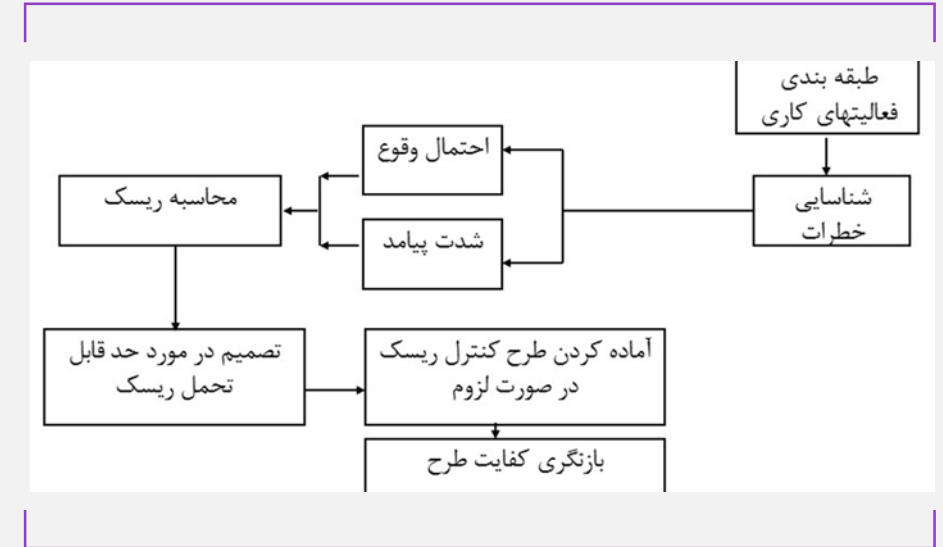 طبقه بندی
فعالیتهای کاری
شناسایی
خطرات
احتمال وقوع
شدت پیامد
محاسبه ریسک
تصمیم در مورد حد قابل
تحمل ریسک
آماده کردن طرح کنترل ریسک
در صورت لزوم
بازنگری کفایت طرح